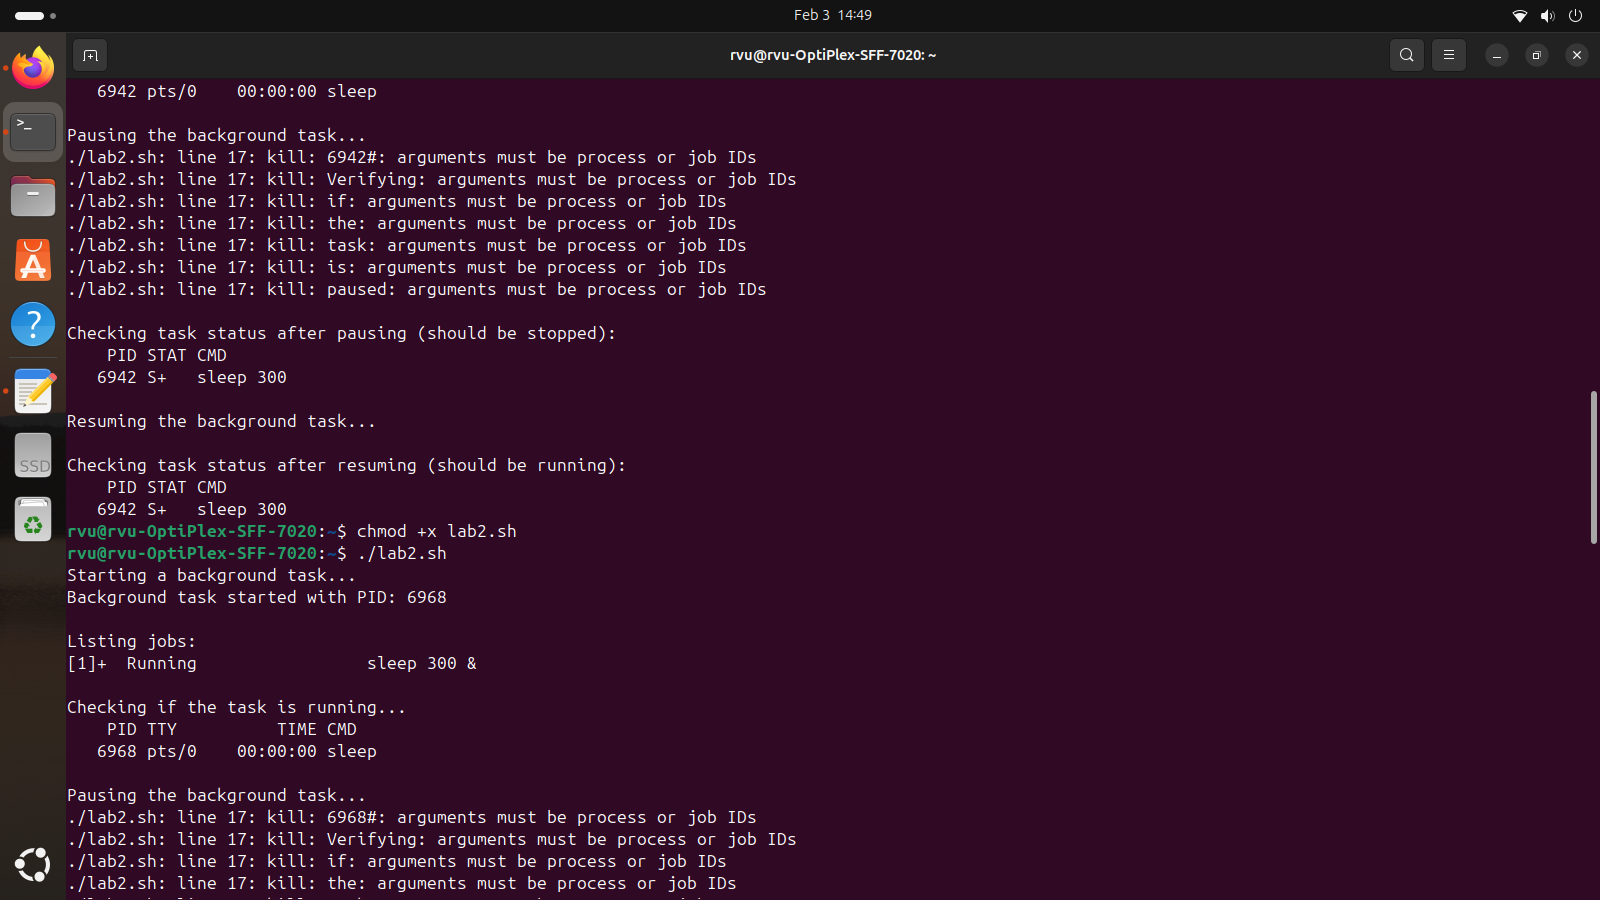 Feb 3 14:49
rvu@rvu-OptiPlex-SFF-7020: ~
6942 pts/0    00:00:00 sleep
Pausing the background task...
./lab2.sh: line 17: kill: 6942#: arguments must be process or job IDs
./lab2.sh: line 17: kill: Verifying: arguments must be process or job IDs
./lab2.sh: line 17: kill: if: arguments must be process or job IDs
./lab2.sh: line 17: kill: the: arguments must be process or job IDs
./lab2.sh: line 17: kill: task: arguments must be process or job IDs
./lab2.sh: line 17: kill: is: arguments must be process or job IDs
./lab2.sh: line 17: kill: paused: arguments must be process or job IDs
Checking task status after pausing (should be stopped):
PID STAT CMD
6942 S+   sleep 300
Resuming the background task...
Checking task status after resuming (should be running):
PID STAT CMD
6942 S+   sleep 300
rvu@rvu-OptiPlex-SFF-7020:~$ chmod +x lab2.sh
rvu@rvu-OptiPlex-SFF-7020:~$ ./lab2.sh
Starting a background task...
Background task started with PID: 6968
Listing jobs:
[1]+  Running                 sleep 300 &
Checking if the task is running...
PID TTY          TIME CMD
6968 pts/0    00:00:00 sleep
Pausing the background task...
./lab2.sh: line 17: kill: 6968#: arguments must be process or job IDs
./lab2.sh: line 17: kill: Verifying: arguments must be process or job IDs
./lab2.sh: line 17: kill: if: arguments must be process or job IDs
./lab2.sh: line 17: kill: the: arguments must be process or job IDs
>_
A
?
SSD